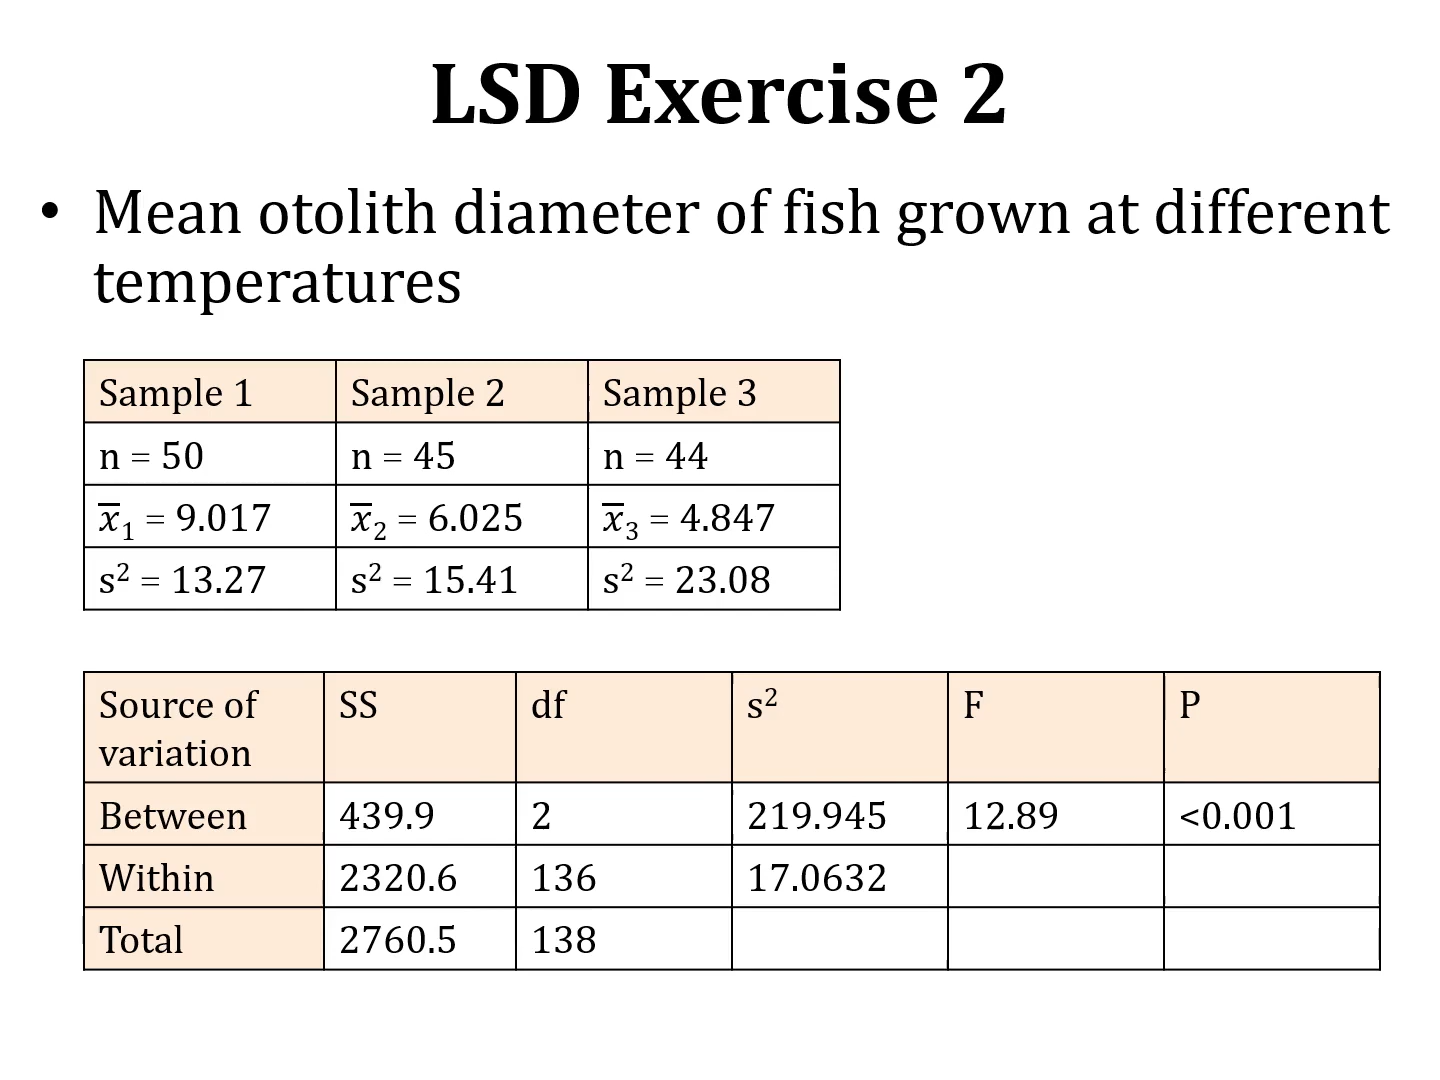 LSD Exercise 2
• Mean otolith diameter of fish grown at different
temperatures
Sample 1 Sample 2 Sample 3
n = 50 n = 45 n = 44
x̅₁ = 9.017 x̅₂ = 6.025 x̅₃ = 4.847
s² = 13.27 s² = 15.41 s² = 23.08
Source of variation SS df s² F P
Between 439.9 2 219.945 12.89 <0.001
Within 2320.6 136 17.0632
Total 2760.5 138